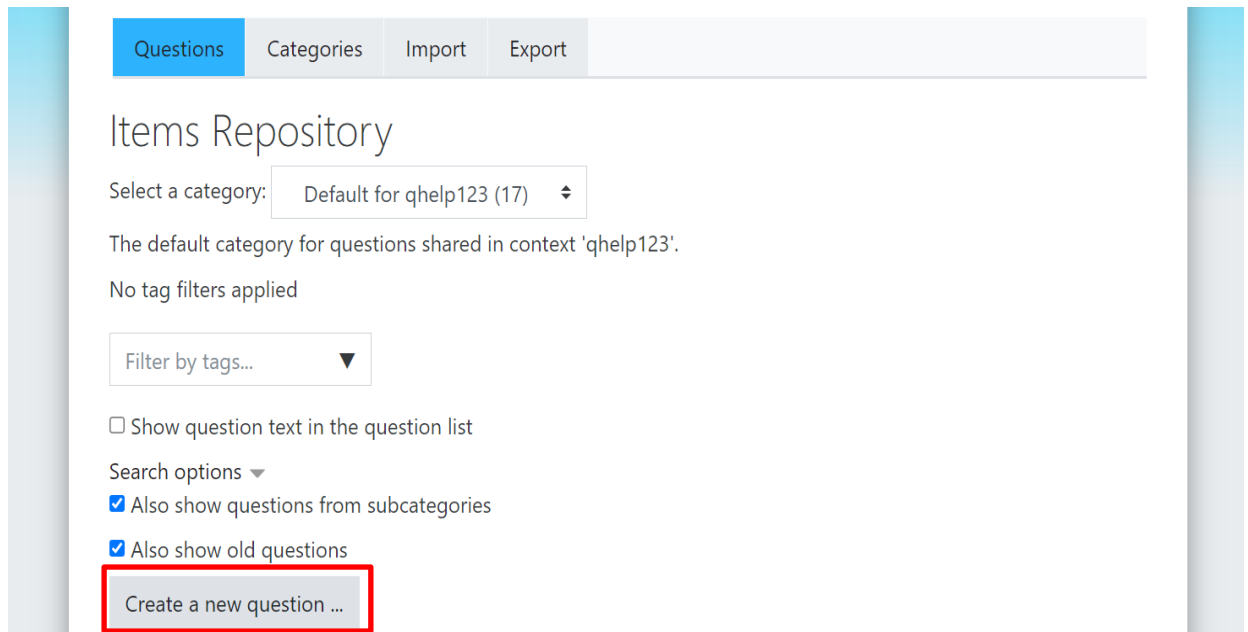 Questions Categories Import Export
Items Repository
Select a category: Default for qhelp123 (17)
The default category for questions shared in context 'qhelp123'.
No tag filters applied
Filter by tags...
Show question text in the question list
Search options
Also show questions from subcategories
Also show old questions
Create a new question ...